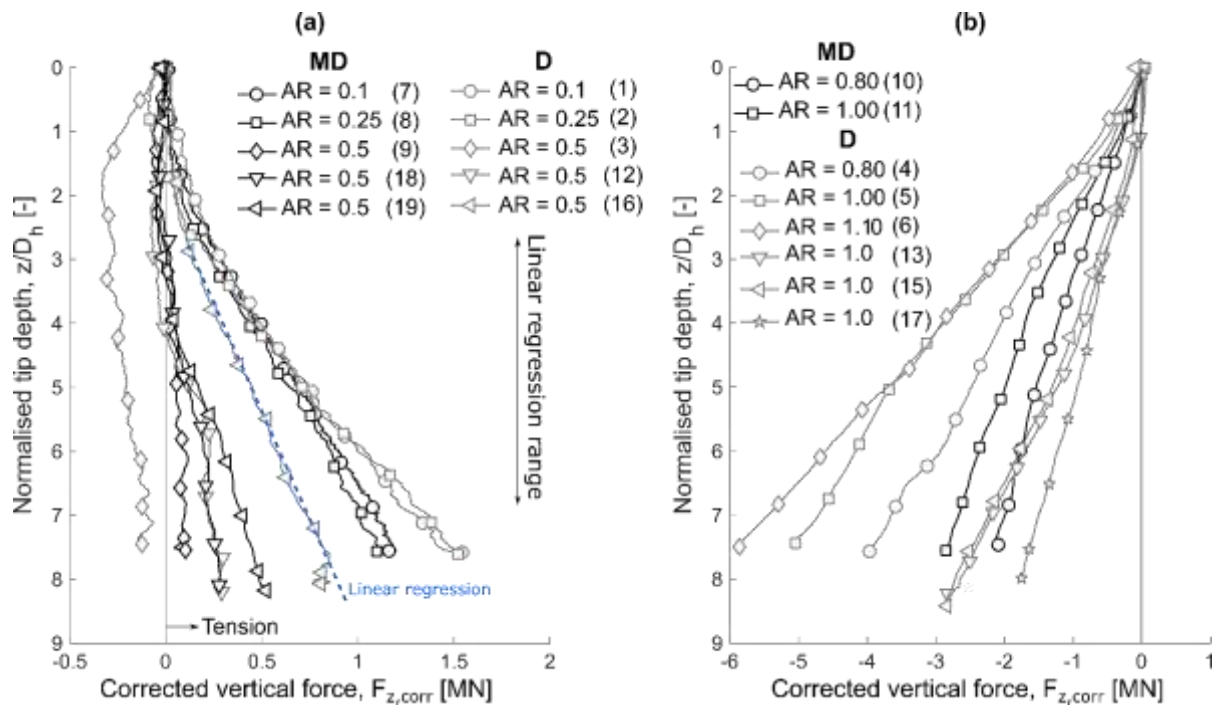 (a)
MD D
AR = 0.1 (7) AR = 0.1 (1)
AR = 0.25 (8) AR = 0.25 (2)
AR = 0.5 (9) AR = 0.5 (3)
AR = 0.5 (18) AR = 0.5 (12)
AR = 0.5 (19) AR = 0.5 (16)
Linear regression range
Linear regression
Tension
0
1
2
3
4
5
6
7
8
9
Normalised tip depth, z/D_h [-]
-0.5 0 0.5 1 1.5 2
Corrected vertical force, F_z,corr [MN]
(b)
MD
AR = 0.80 (10)
AR = 1.00 (11)
D
AR = 0.80 (4)
AR = 1.00 (5)
AR = 1.10 (6)
AR = 1.0 (13)
AR = 1.0 (15)
AR = 1.0 (17)
0
1
2
3
4
5
6
7
8
9
Normalised tip depth, z/D_h [-]
-6 -5 -4 -3 -2 -1 0 1
Corrected vertical force, F_z,corr [MN]